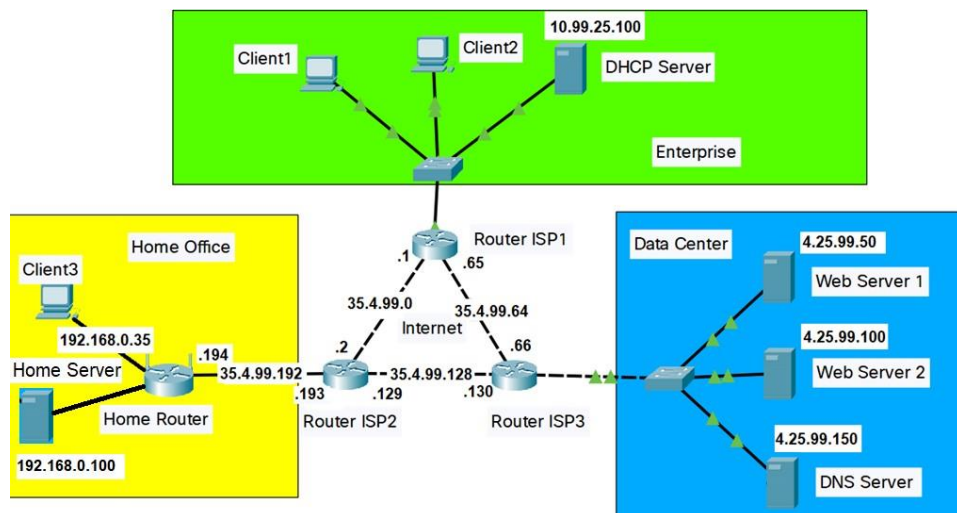 10.99.25.100
Client1
Client2
DHCP Server
Enterprise
Home Office
Client3
192.168.0.35
Home Server
.194
Home Router
192.168.0.100
35.4.99.192
.193
Router ISP1
.1
.65
35.4.99.0
35.4.99.64
Internet
.2
.66
35.4.99.128
.129
.130
Router ISP2
Router ISP3
Data Center
4.25.99.50
Web Server 1
4.25.99.100
Web Server 2
4.25.99.150
DNS Server